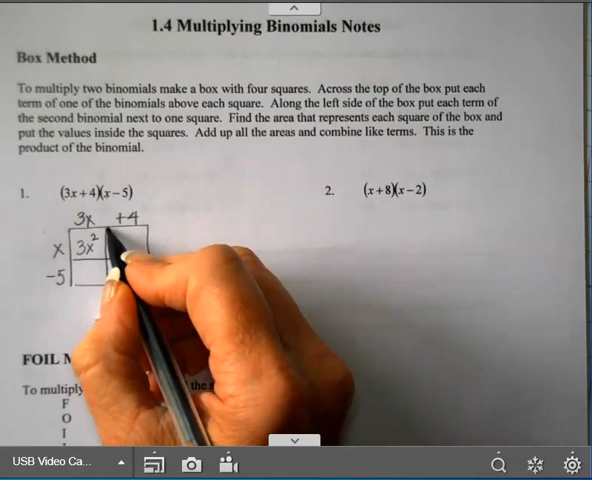 1.4 Multiplying Binomials Notes
Box Method
To multiply two binomials make a box with four squares. Across the top of the box put each
term of one of the binomials above each square. Along the left side of the box put each term of
the second binomial next to one square. Find the area that represents each square of the box and
put the values inside the squares. Add up all the areas and combine like terms. This is the
product of the binomial.
1. (3x+4)(x−5) 2. (x+8)(x−2)
3x +4
x 3x²
-5
FOIL
To multiply the
F
O
I
USB Video Ca...